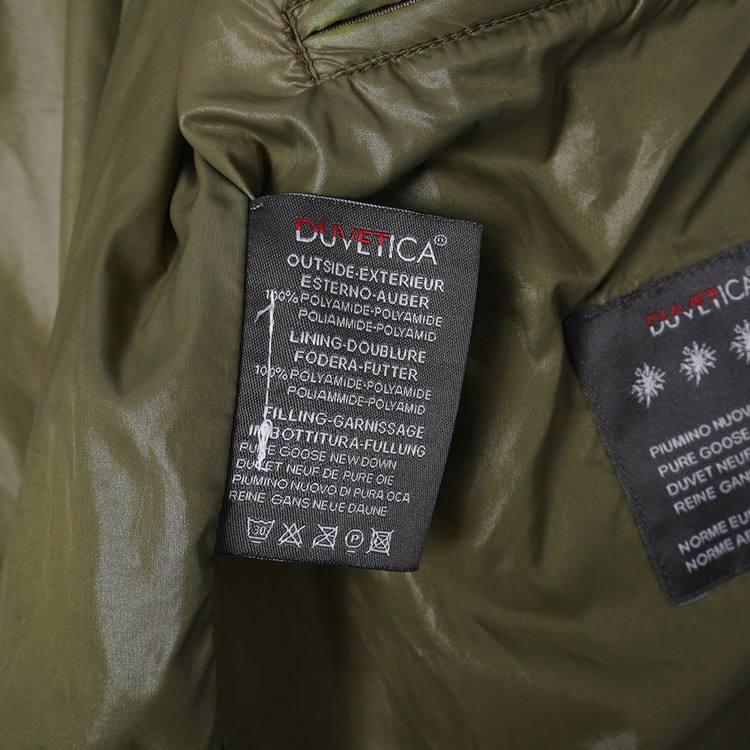 DUVETICA®
OUTSIDE-EXTERIEUR
ESTERNO-AUBER
100% POLYAMIDE-POLYAMIDE
POLIAMMIDE-POLYAMID
LINING-DOUBLURE
FODERA-FUTTER
100% POLYAMIDE-POLYAMIDE
POLIAMMIDE-POLYAMID
FILLING-GARNISSAGE
IMBOTTITURA-FULLUNG
PURE GOOSE NEW DOWN
DUVET NEUF DE PURE OIE
PIUMINO NUOVO DI PURA OCA
REINE GANS NEUE DAUNE
30 P
DUVETICA
PIUMINO NUOVO
PURE GOOSE
DUVET NEUF
REINE GANS
NORME
NORME